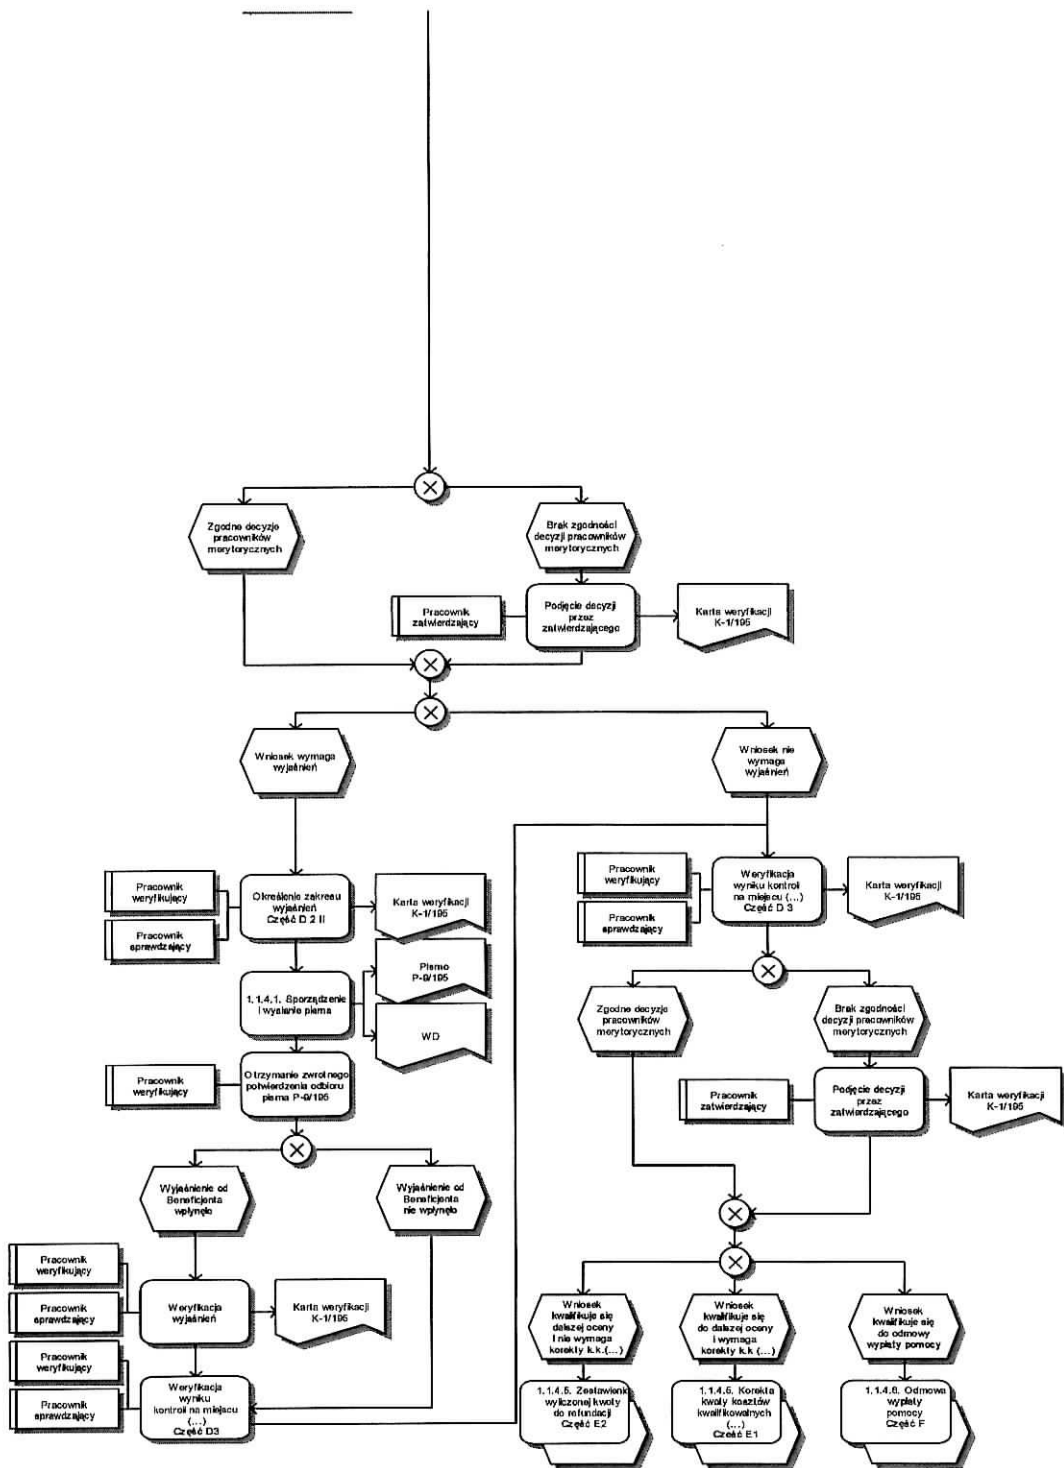 Zgodne decyzje
pracowników
merytorycznych
Brak zgodności
decyzji pracowników
merytorycznych
Pracownik
zatwierdzający
Podjęcie decyzji
przez
zatwierdzającego
Karta weryfikacji
K-1/195
Wniosek wymaga
wyjaśnień
Wniosek nie
wymaga
wyjaśnień
Pracownik
weryfikujący
Pracownik
sprawdzający
Określenie zakresu
wyjaśnień
Część D 2 II
Karta weryfikacji
K-1/195
Pracownik
weryfikujący
Pracownik
sprawdzający
Weryfikacja
wyniku kontroli
na miejscu (...)
Część D 3
Karta weryfikacji
K-1/195
1.1.4.1. Sporządzenie
i wysłanie pisma
Pismo
P-9/195
WD
Zgodne decyzje
pracowników
merytorycznych
Brak zgodności
decyzji pracowników
merytorycznych
Pracownik
weryfikujący
Otrzymanie zwrotnego
potwierdzenia odbioru
pisma P-9/195
Pracownik
zatwierdzający
Podjęcie decyzji
przez
zatwierdzającego
Karta weryfikacji
K-1/195
Wyjaśnienie od
Beneficjenta
wpłynęło
Wyjaśnienie od
Beneficjenta
nie wpłynęło
Pracownik
weryfikujący
Pracownik
sprawdzający
Weryfikacja
wyjaśnień
Karta weryfikacji
K-1/195
Pracownik
weryfikujący
Pracownik
sprawdzający
Weryfikacja
wyniku
kontroli na miejscu
(...)
Część D3
Wniosek
kwalifikuje się
dalszej oceny
i nie wymaga
korekty k.k.(...)
Wniosek
kwalifikuje się
do dalszej oceny
i wymaga
korekty k.k (...)
Wniosek
kwalifikuje się
do odmowy
wypłaty pomocy
1.1.4.5. Zestawienie
wyliczonej kwoty
do refundacji
Część E2
1.1.4.5. Korekta
kwoty kosztów
kwalifikowalnych
(...)
Cześć E1
1.1.4.6. Odmowa
wypłaty
pomocy
Część F